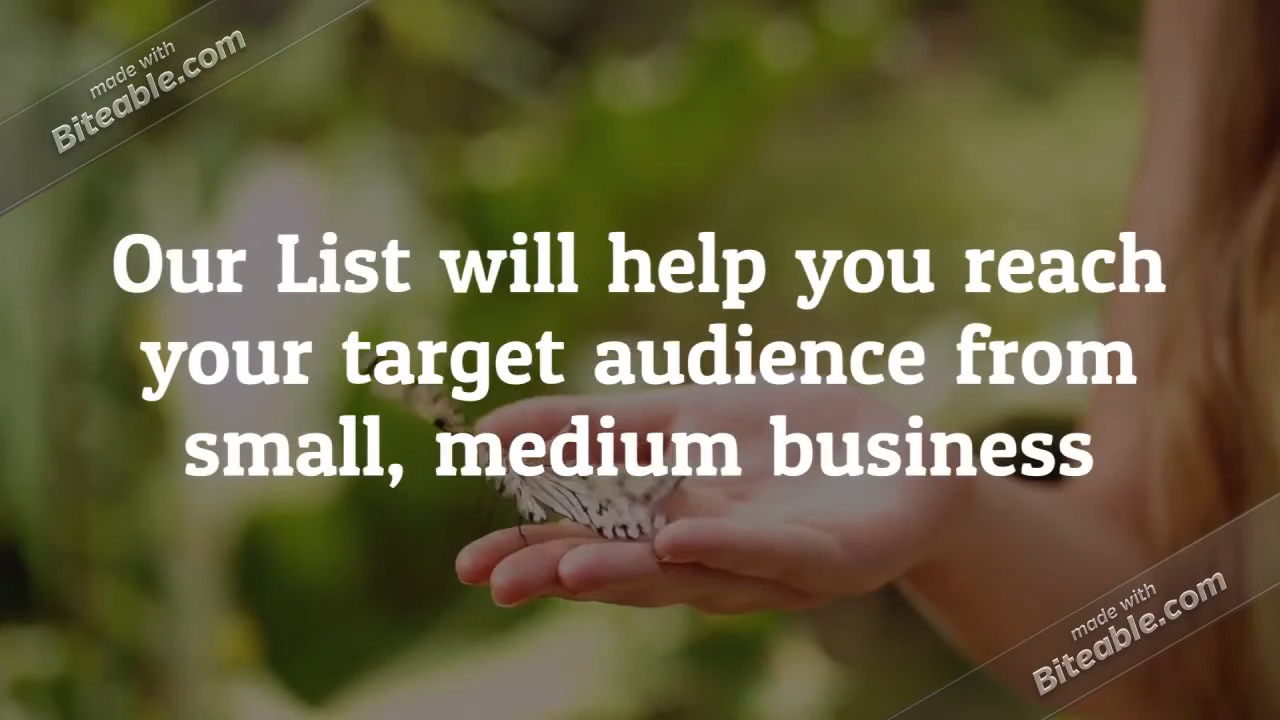 made with
Biteable.com
Our List will help you reach
your target audience from
small, medium business
made with
Biteable.com